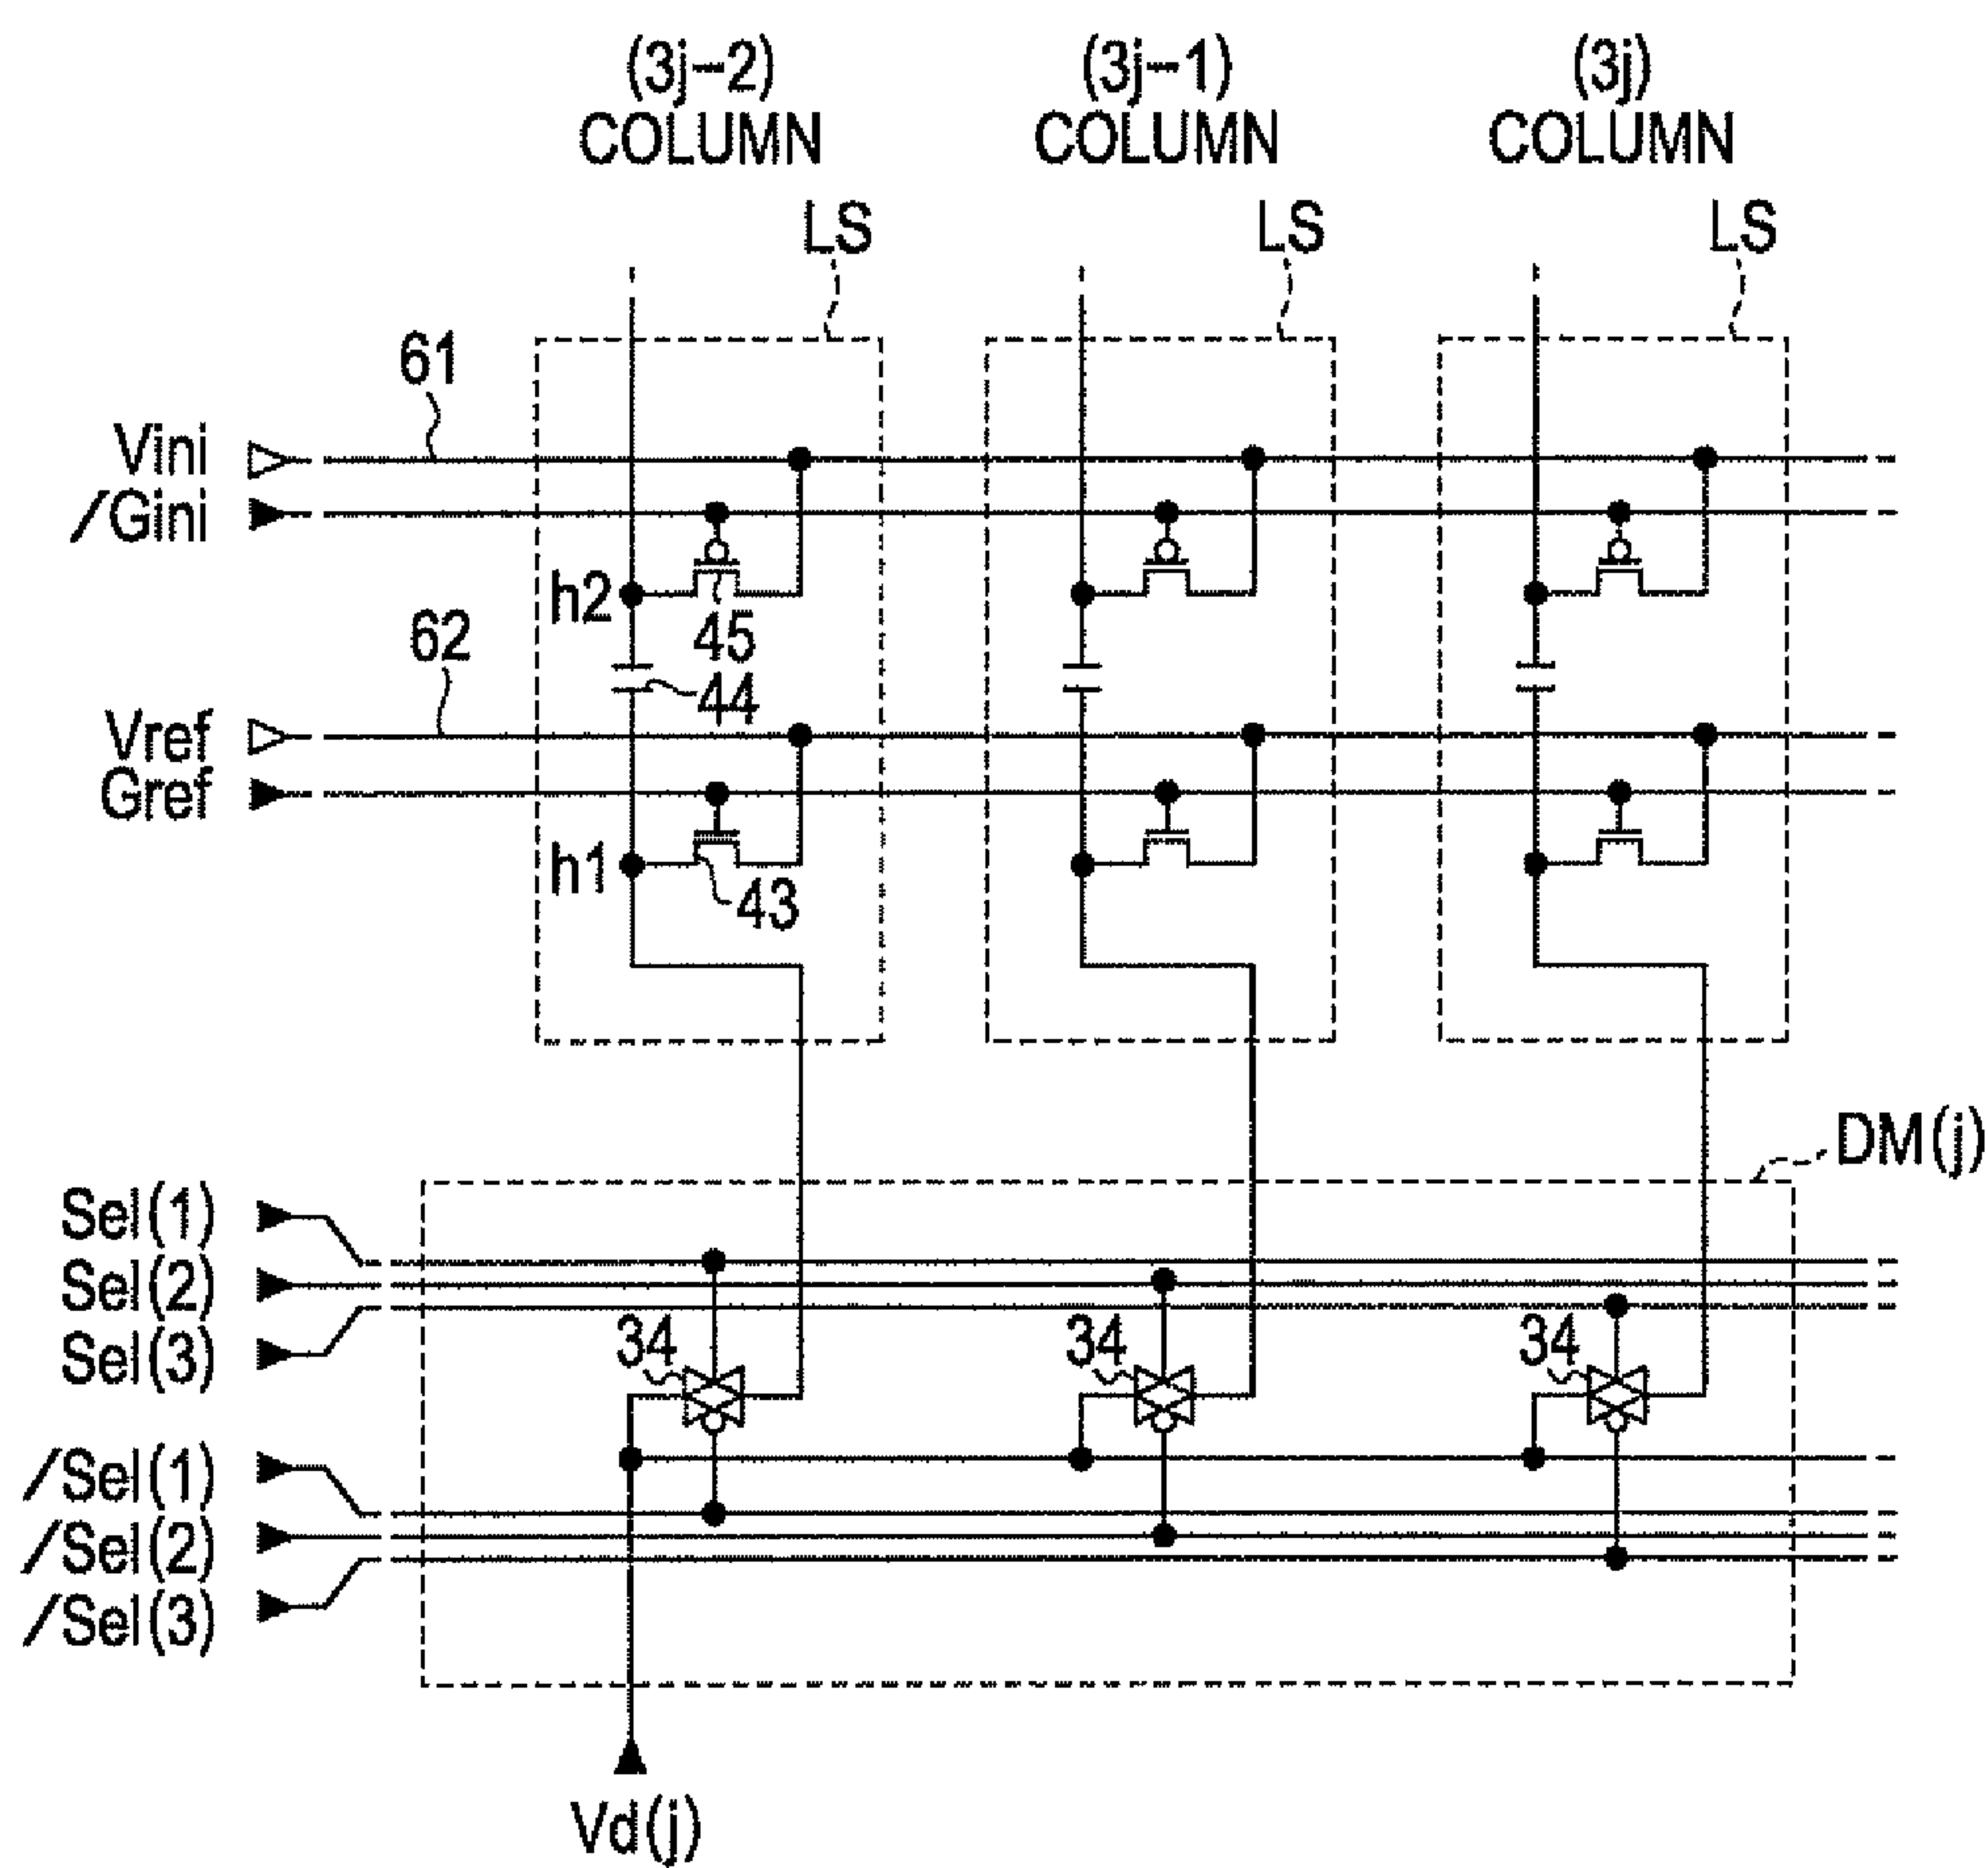 (3j-2) (3j-1) (3j)
COLUMN COLUMN COLUMN
LS LS LS
61
Vini
/Gini
h2
45
62
44
Vref
Gref
h1
43
DM(j)
Sel(1)
Sel(2)
Sel(3)
34 34 34
/Sel(1)
/Sel(2)
/Sel(3)
Vd(j)